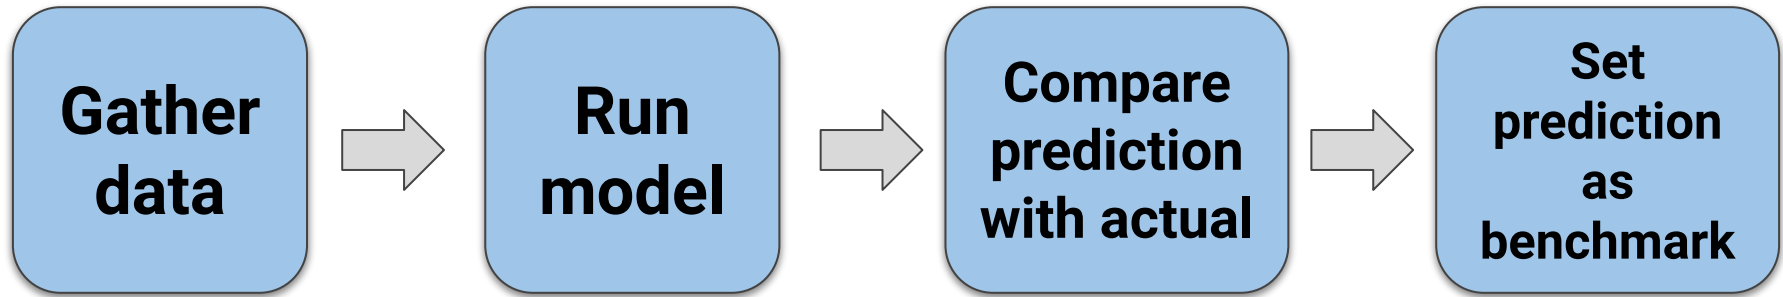 Gather
data
Run
model
Compare
prediction
with actual
Set
prediction
as
benchmark